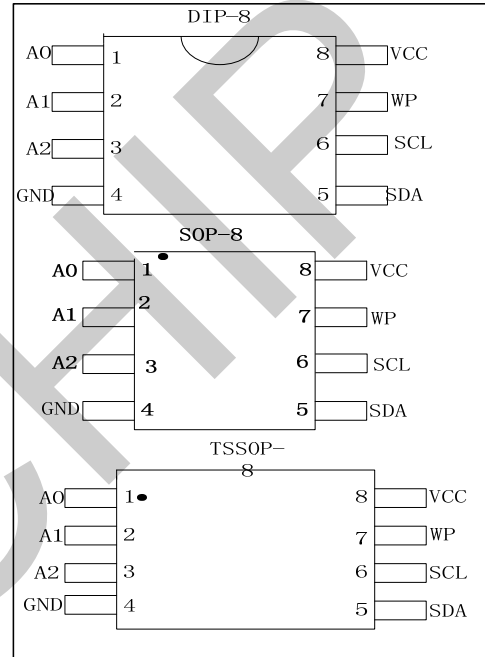 DIP-8
A0 1 8 VCC
A1 2 7 WP
A2 3 6 SCL
GND 4 5 SDA
SOP-8
A0 1 8 VCC
A1 2 7 WP
A2 3 6 SCL
GND 4 5 SDA
TSSOP-
8
A0 1 8 VCC
A1 2 7 WP
A2 3 6 SCL
GND 4 5 SDA
CHIP